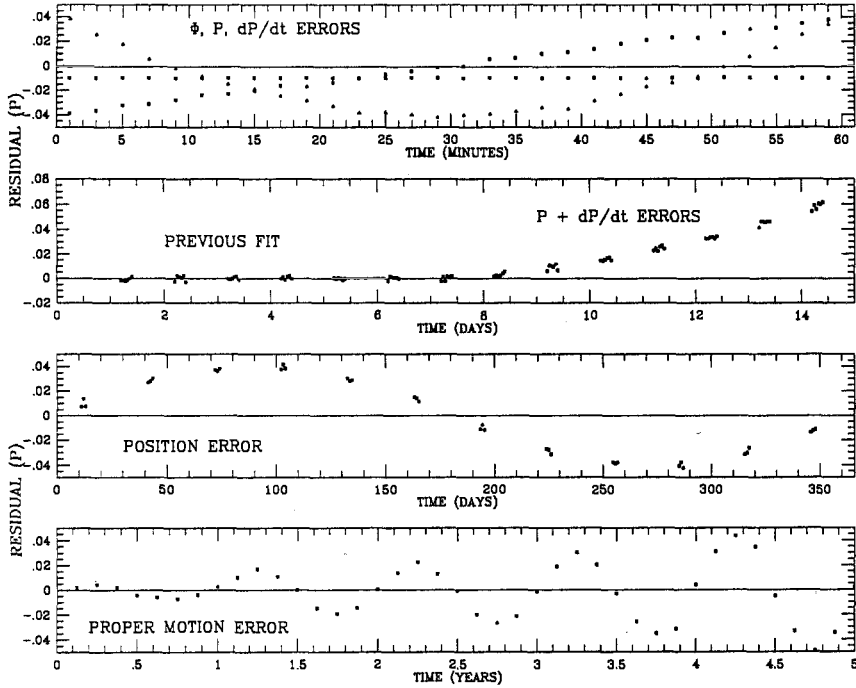 .04
.02
0
-.02
-.04
Φ, P, dP/dt ERRORS
0 5 10 15 20 25 30 35 40 45 50 55 60
TIME (MINUTES)
RESIDUAL (P)
.08
.06
.04
.02
0
-.02
PREVIOUS FIT
P + dP/dt ERRORS
0 2 4 6 8 10 12 14
TIME (DAYS)
.04
.02
0
-.02
-.04
POSITION ERROR
0 50 100 150 200 250 300 350
TIME (DAYS)
RESIDUAL (P)
.04
.02
0
-.02
-.04
PROPER MOTION ERROR
0 .5 1 1.5 2 2.5 3 3.5 4 4.5 5
TIME (YEARS)